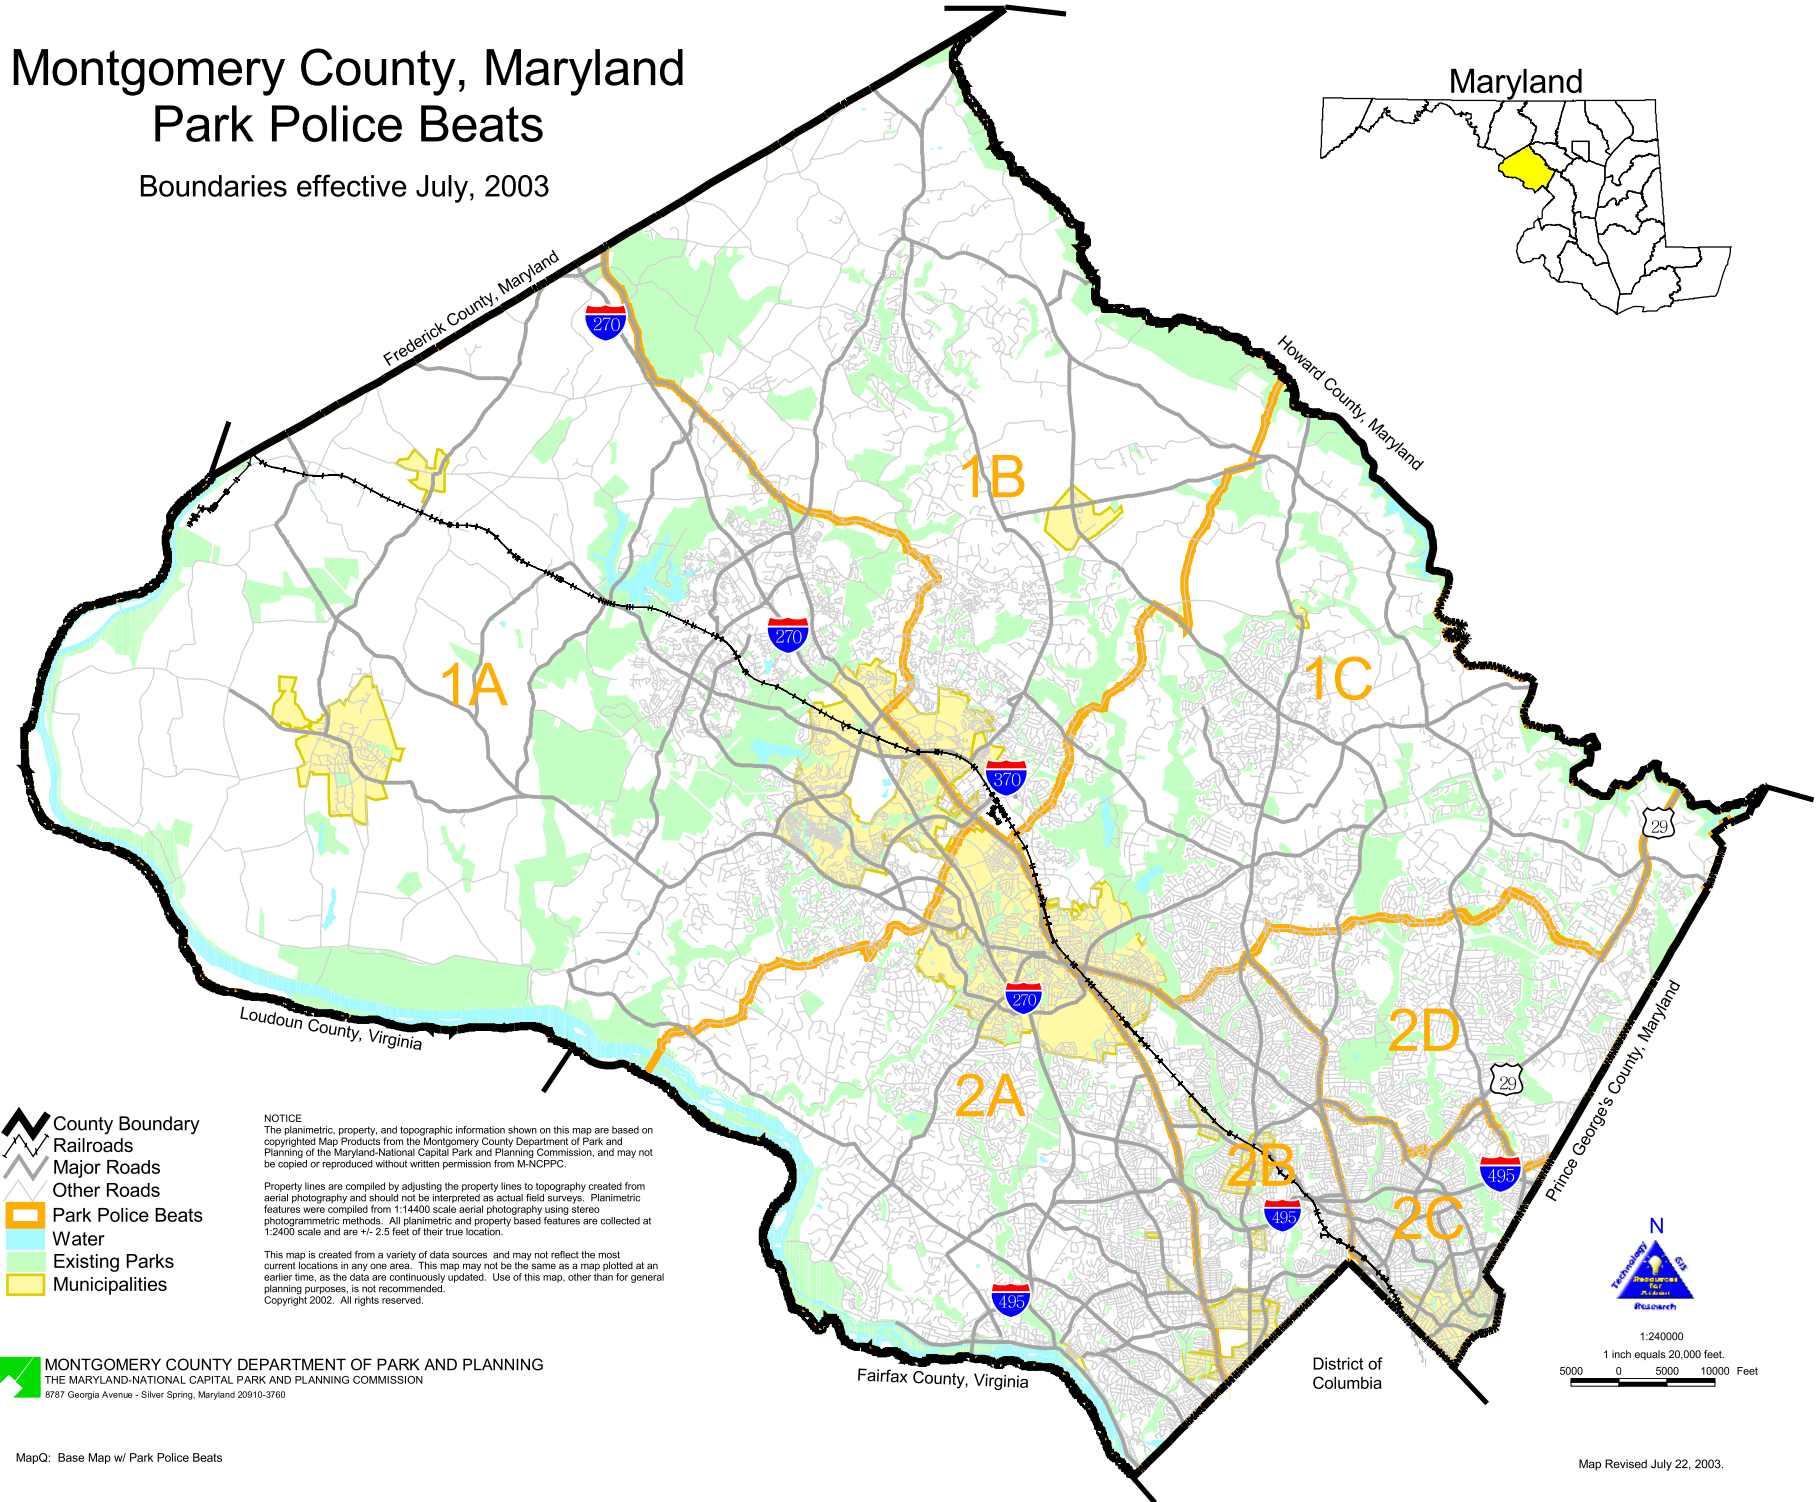 Montgomery County, Maryland
Park Police Beats
Boundaries effective July, 2003
Maryland
Frederick County, Maryland
Howard County, Maryland
270
1B
270
1A
1C
370
29
270
2D
2A
29
2B
495
495
2C
495
Loudoun County, Virginia
Prince George's County, Maryland
Fairfax County, Virginia
District of
Columbia
County Boundary
Railroads
Major Roads
Other Roads
Park Police Beats
Water
Existing Parks
Municipalities
NOTICE
The planimetric, property, and topographic information shown on this map are based on
copyrighted Map Products from the Montgomery County Department of Park and
Planning of the Maryland-National Capital Park and Planning Commission, and may not
be copied or reproduced without written permission from M-NCPPC.
Property lines are compiled by adjusting the property lines to topography created from
aerial photography and should not be interpreted as actual field surveys. Planimetric
features were compiled from 1:14400 scale aerial photography using stereo
photogrammetric methods. All planimetric and property based features are collected at
1:2400 scale and are +/- 2.5 feet of their true location.
This map is created from a variety of data sources and may not reflect the most
current locations in any one area. This map may not be the same as a map plotted at an
earlier time, as the data are continuously updated. Use of this map, other than for general
planning purposes, is not recommended.
Copyright 2002. All rights reserved.
MONTGOMERY COUNTY DEPARTMENT OF PARK AND PLANNING
THE MARYLAND-NATIONAL CAPITAL PARK AND PLANNING COMMISSION
8787 Georgia Avenue - Silver Spring, Maryland 20910-3760
MapQ: Base Map w/ Park Police Beats
N
Technology
GIS
Resources
for
Action
Research
1:240000
1 inch equals 20,000 feet.
5000 0 5000 10000 Feet
Map Revised July 22, 2003.